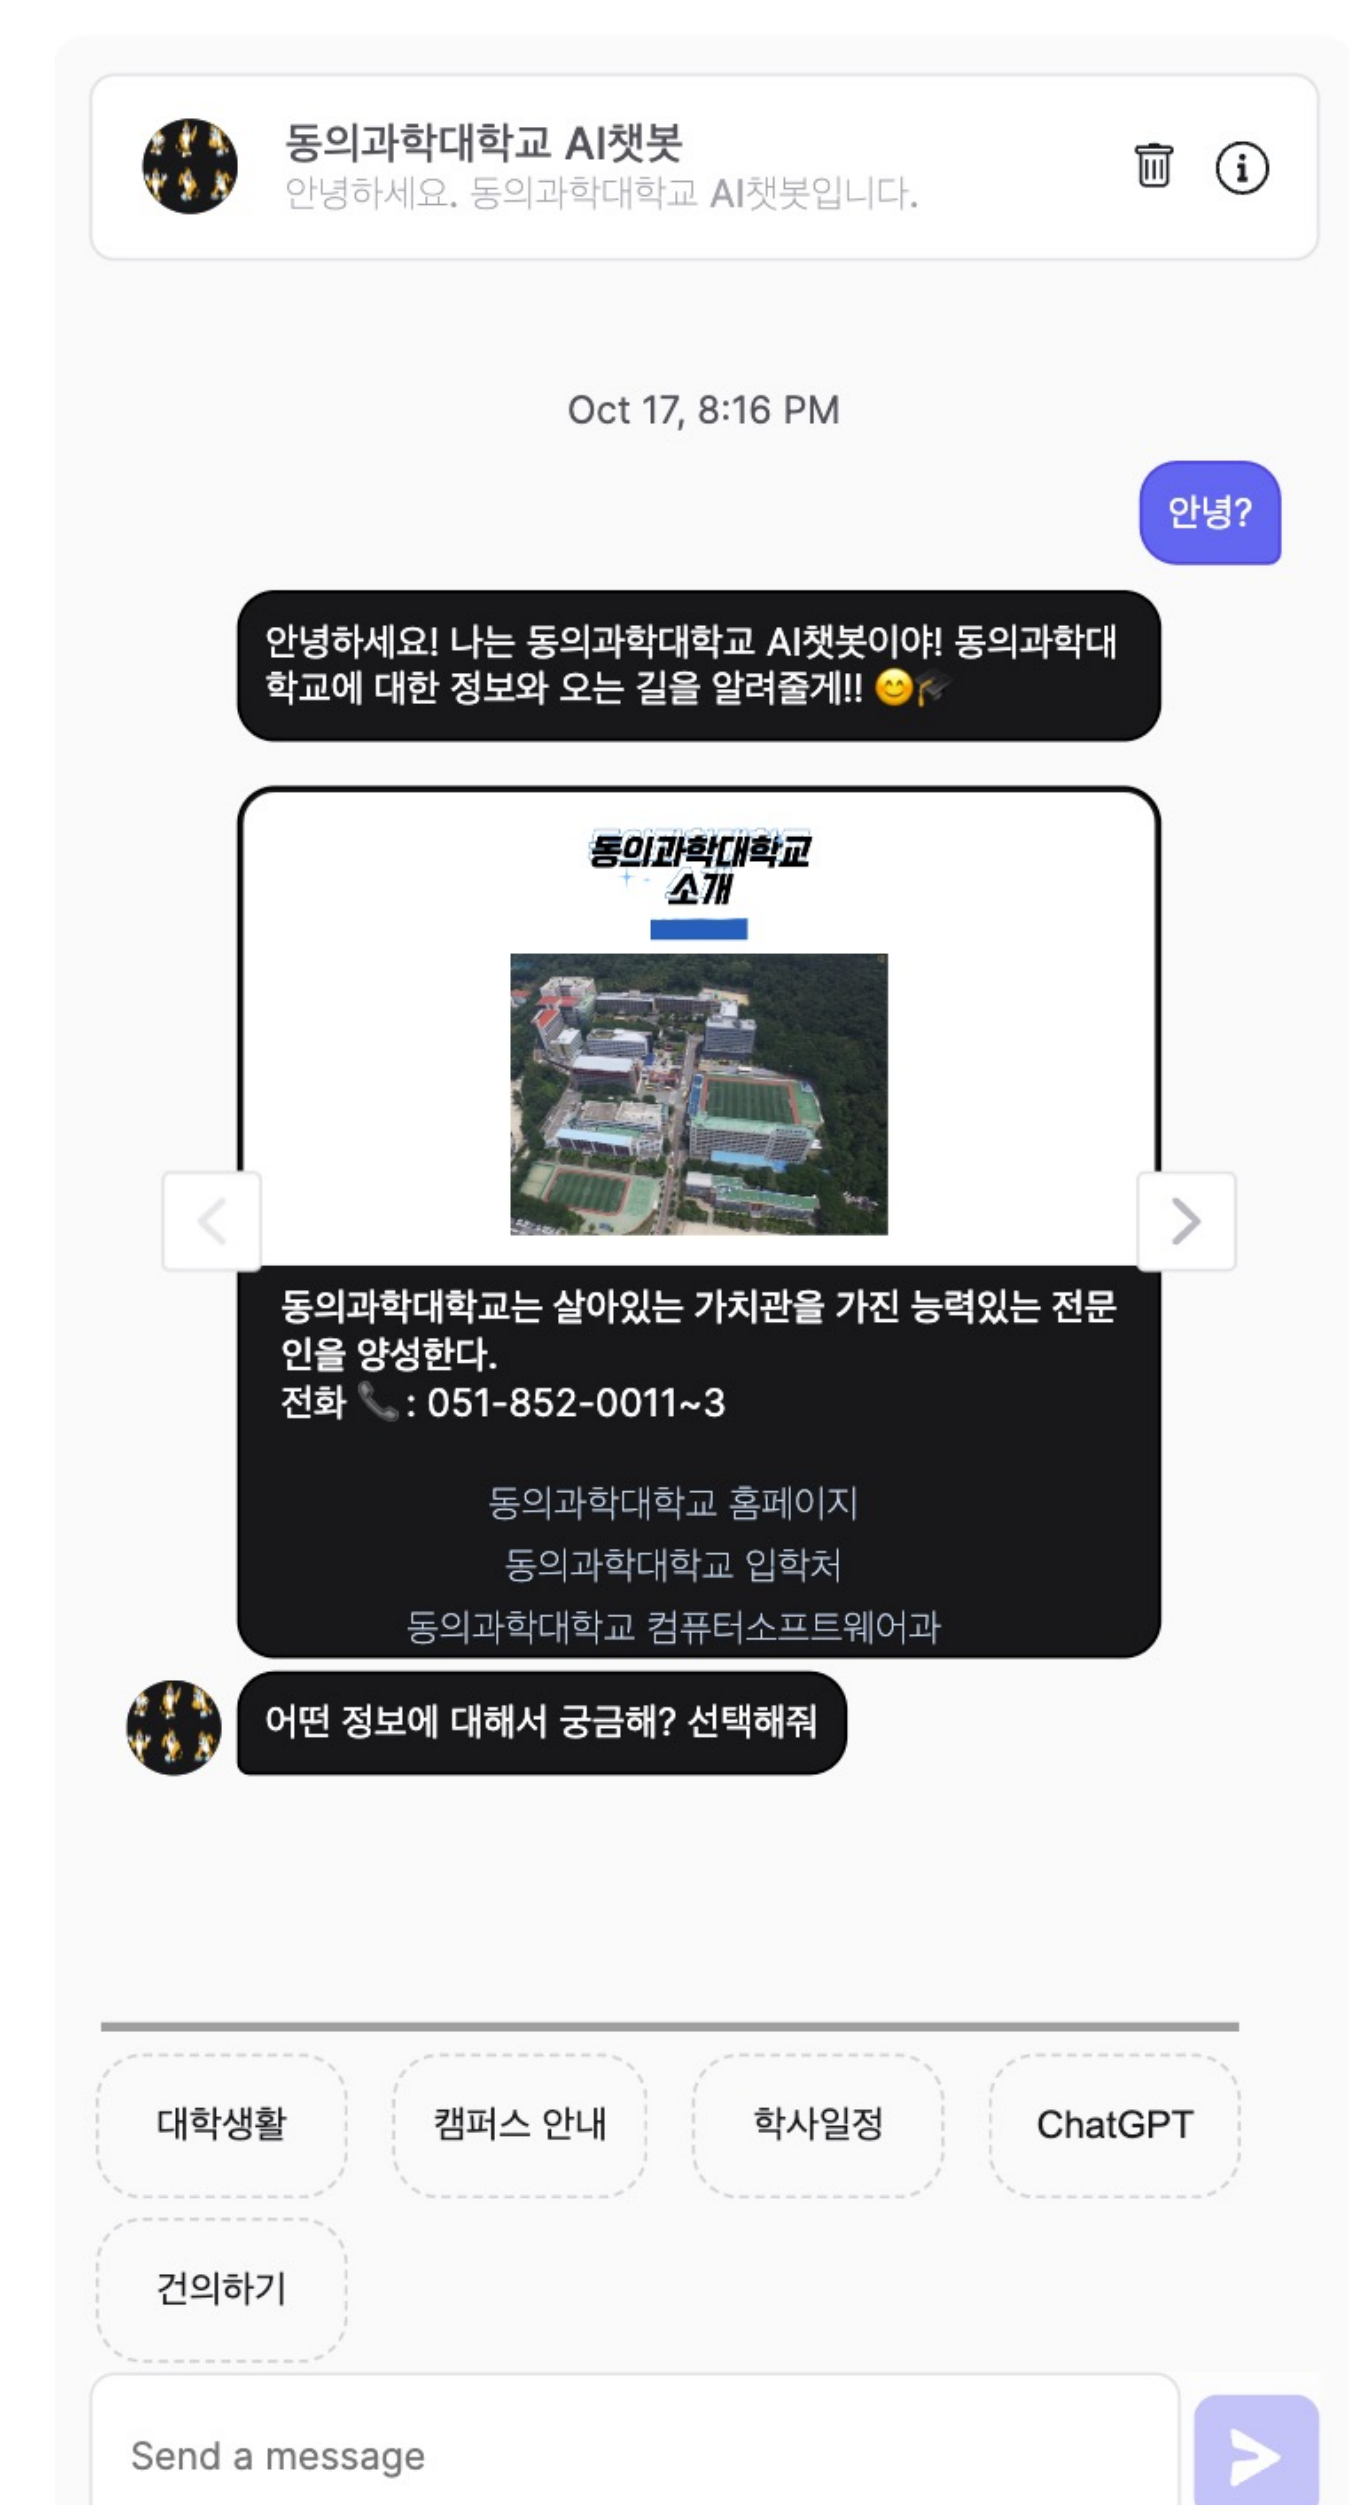 동의과학대학교 AI챗봇
안녕하세요. 동의과학대학교 AI챗봇입니다.
Oct 17, 8:16 PM
안녕?
안녕하세요! 나는 동의과학대학교 AI챗봇이야! 동의과학대
학교에 대한 정보와 오는 길을 알려줄게!! 😊🎓
동의과학대학교
소개
동의과학대학교는 살아있는 가치관을 가진 능력있는 전문
인을 양성한다.
전화 📞 : 051-852-0011~3
동의과학대학교 홈페이지
동의과학대학교 입학처
동의과학대학교 컴퓨터소프트웨어과
어떤 정보에 대해서 궁금해? 선택해줘
대학생활
캠퍼스 안내
학사일정
ChatGPT
건의하기
Send a message